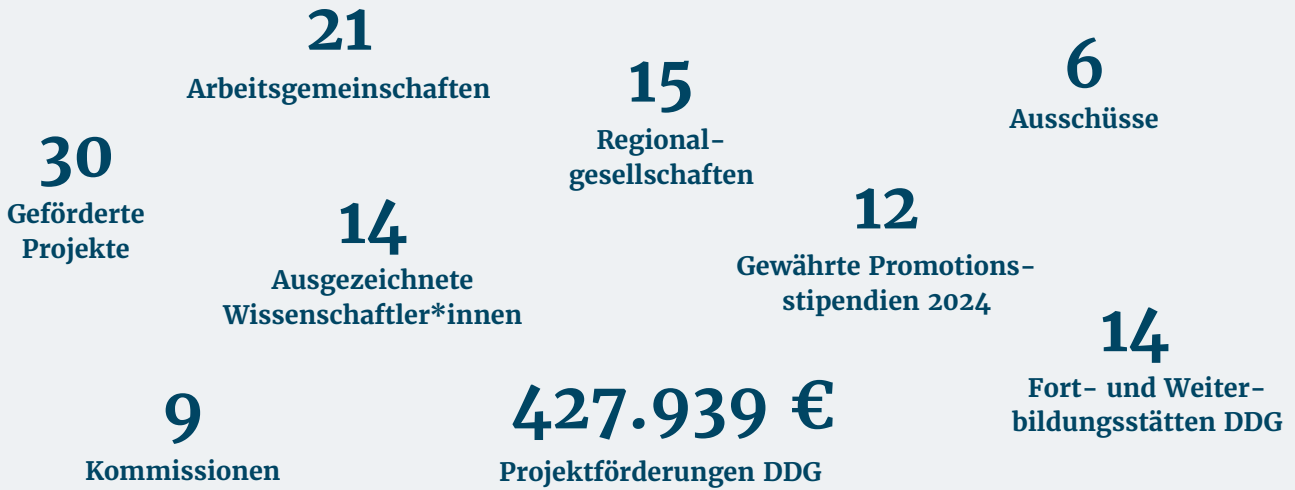 21
Arbeitsgemeinschaften
15
Regional-
gesellschaften
6
Ausschüsse
30
Geförderte
Projekte
14
Ausgezeichnete
Wissenschaftler*innen
12
Gewährte Promotions-
stipendien 2024
14
Fort- und Weiter-
bildungsstätten DDG
9
Kommissionen
427.939 €
Projektförderungen DDG